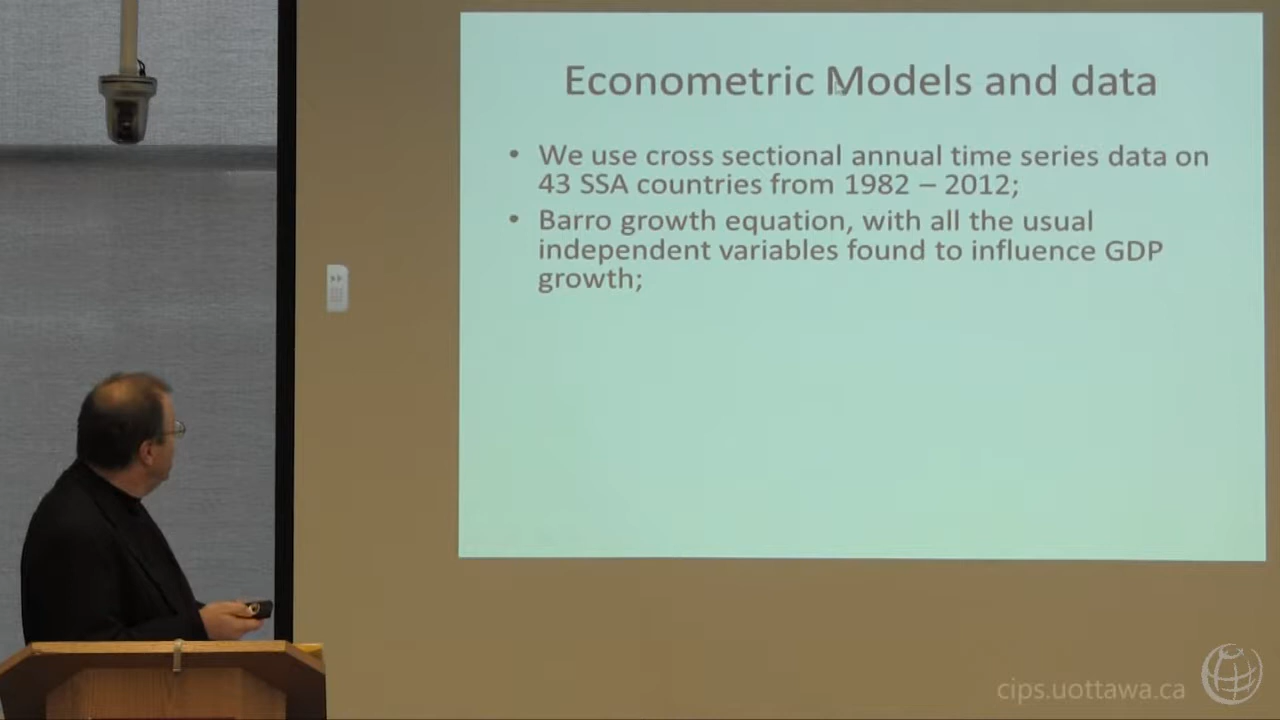 Econometric Models and data
• We use cross sectional annual time series data on
43 SSA countries from 1982 – 2012;
• Barro growth equation, with all the usual
independent variables found to influence GDP
growth;
cips.uottawa.ca